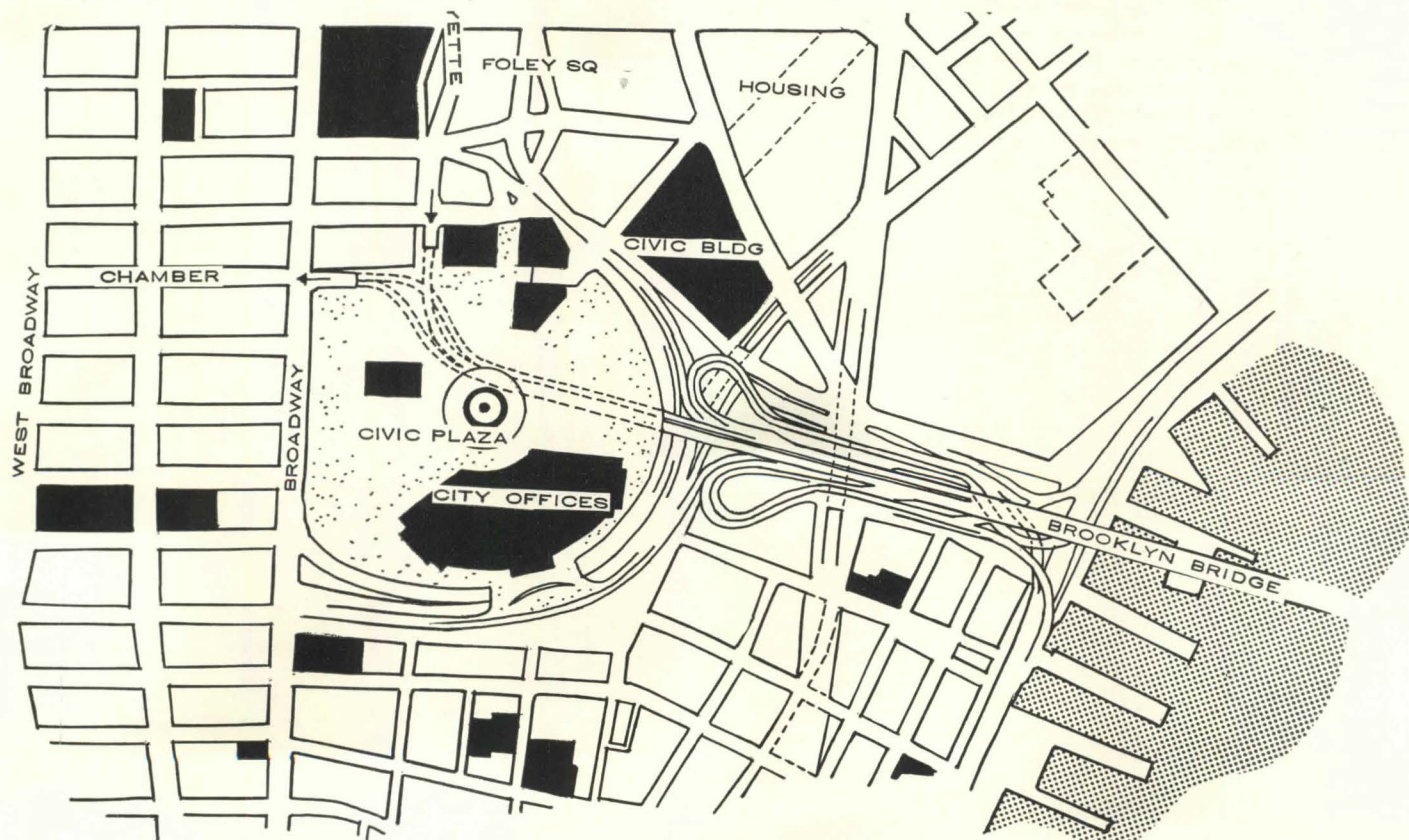 ETTE
FOLEY SQ
HOUSING
CIVIC BLDG
CHAMBER
WEST BROADWAY
BROADWAY
CIVIC PLAZA
CITY OFFICES
BROOKLYN BRIDGE